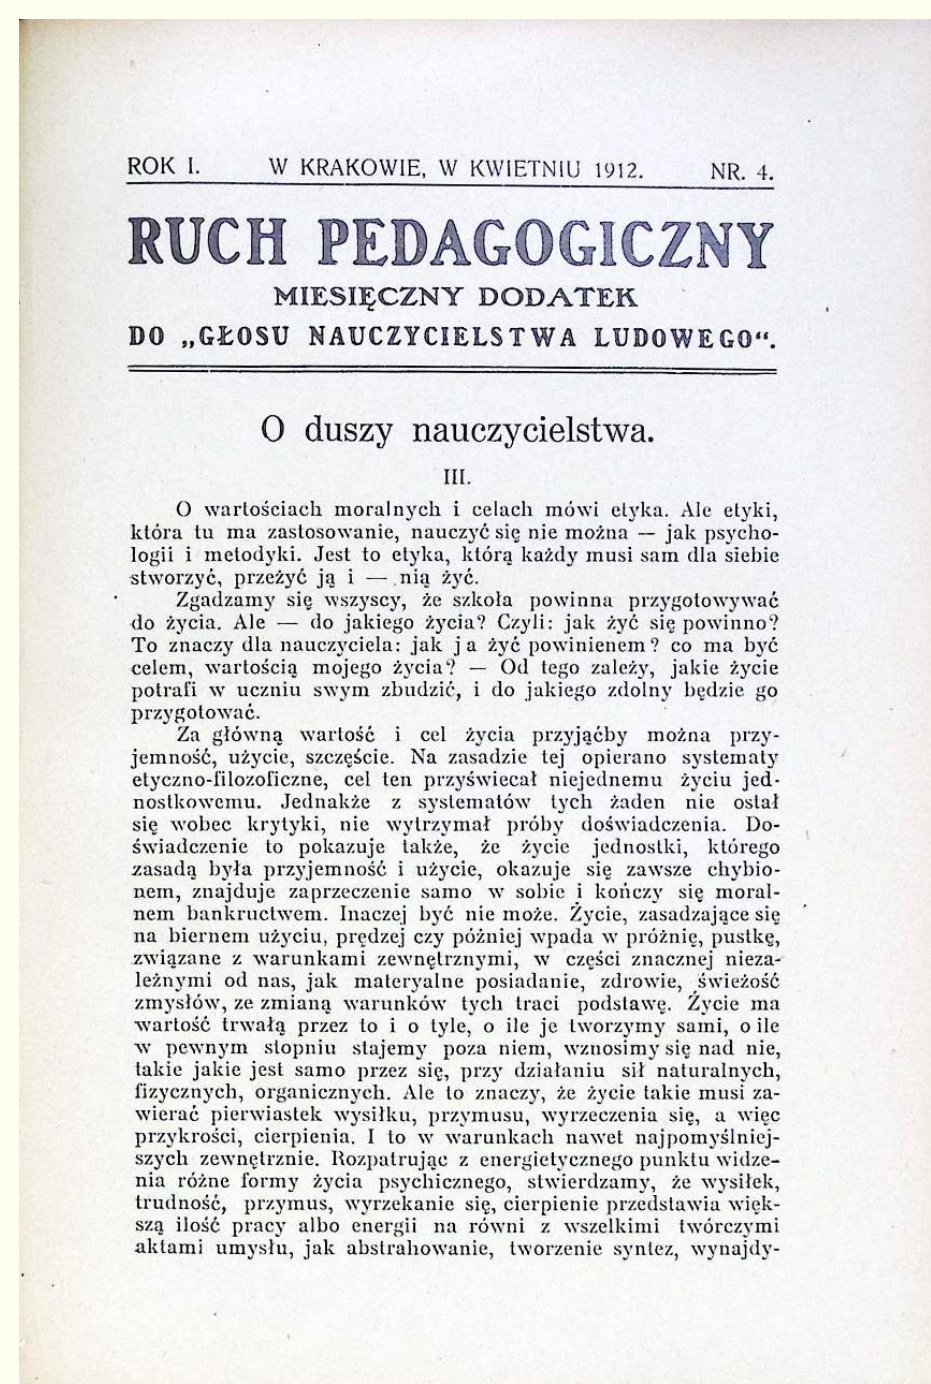 ROK I. W KRAKOWIE, W KWIETNIU 1912. NR. 4.
RUCH PEDAGOGICZNY
MIESIĘCZNY DODATEK
DO „GŁOSU NAUCZYCIELSTWA LUDOWEGO“.
O duszy nauczycielstwa.
III.
O wartościach moralnych i celach mówi etyka. Ale etyki,
która tu ma zastosowanie, nauczyć się nie można — jak psycho-
logii i metodyki. Jest to etyka, którą każdy musi sam dla siebie
stworzyć, przeżyć ją i — nią żyć.
Zgadzamy się wszyscy, że szkoła powinna przygotowywać
do życia. Ale — do jakiego życia? Czyli: jak żyć się powinno?
To znaczy dla nauczyciela: jak ja żyć powinienem? co ma być
celem, wartością mojego życia? — Od tego zależy, jakie życie
potrafi w uczniu swym zbudzić, i do jakiego zdolny będzie go
przygotować.
Za główną wartość i cel życia przyjąćby można przy-
jemność, użycie, szczęście. Na zasadzie tej opierano systematy
etyczno-filozoficzne, cel ten przyświecał niejednemu życiu jed-
nostkowemu. Jednakże z systematów tych żaden nie ostał
się wobec krytyki, nie wytrzymał próby doświadczenia. Do-
świadczenie to pokazuje także, że życie jednostki, którego
zasadą była przyjemność i użycie, okazuje się zawsze chybio-
nem, znajduje zaprzeczenie samo w sobie i kończy się moral-
nem bankructwem. Inaczej być nie może. Życie, zasadzające się
na biernem użyciu, prędzej czy później wpada w próżnię, pustkę,
związane z warunkami zewnętrznymi, w części znacznej nieza-
leżnymi od nas, jak materyalne posiadanie, zdrowie, świeżość
zmysłów, ze zmianą warunków tych traci podstawę. Życie ma
wartość trwałą przez to i o tyle, o ile je tworzymy sami, o ile
w pewnym stopniu stajemy poza niem, wznosimy się nad nie,
takie jakie jest samo przez się, przy działaniu sił naturalnych,
fizycznych, organicznych. Ale to znaczy, że życie takie musi za-
wierać pierwiastek wysiłku, przymusu, wyrzeczenia się, a więc
przykrości, cierpienia. I to w warunkach nawet najpomyślniej-
szych zewnętrznie. Rozpatrując z energietycznego punktu widze-
nia różne formy życia psychicznego, stwierdzamy, że wysiłek,
trudność, przymus, wyrzekanie się, cierpienie przedstawia więk-
szą ilość pracy albo energii na równi z wszelkimi twórczymi
aktami umysłu, jak abstrahowanie, tworzenie syntez, wynajdy-